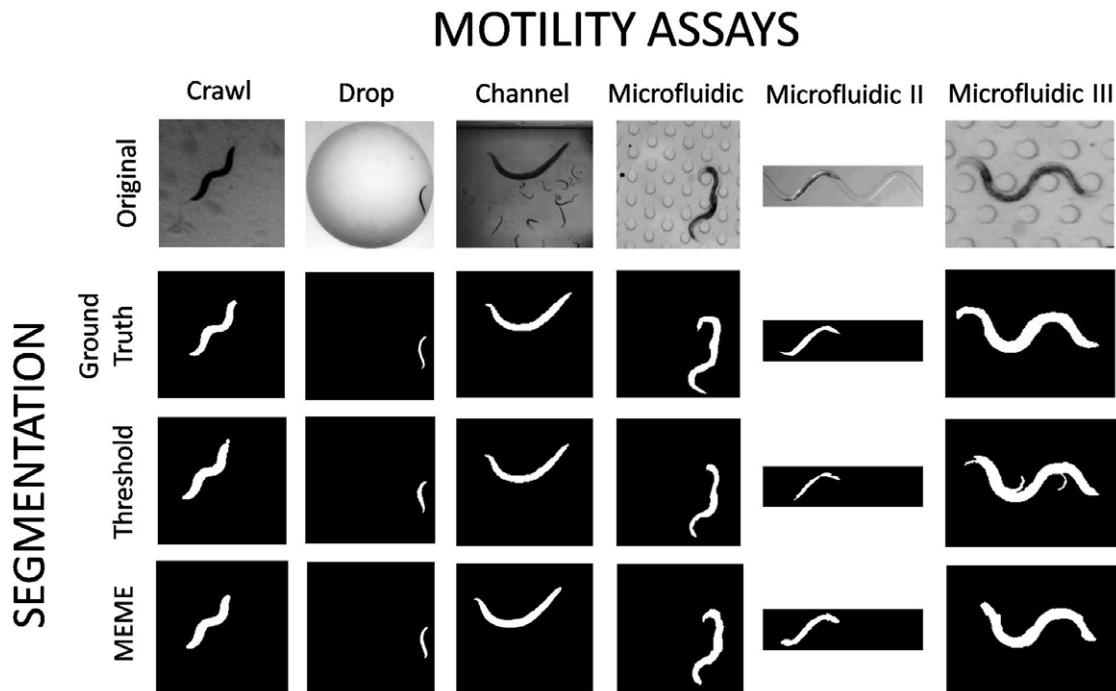 MOTILITY ASSAYS
Crawl
Drop
Channel
Microfluidic
Microfluidic II
Microfluidic III
SEGMENTATION
Original
Ground
Truth
Threshold
MEME